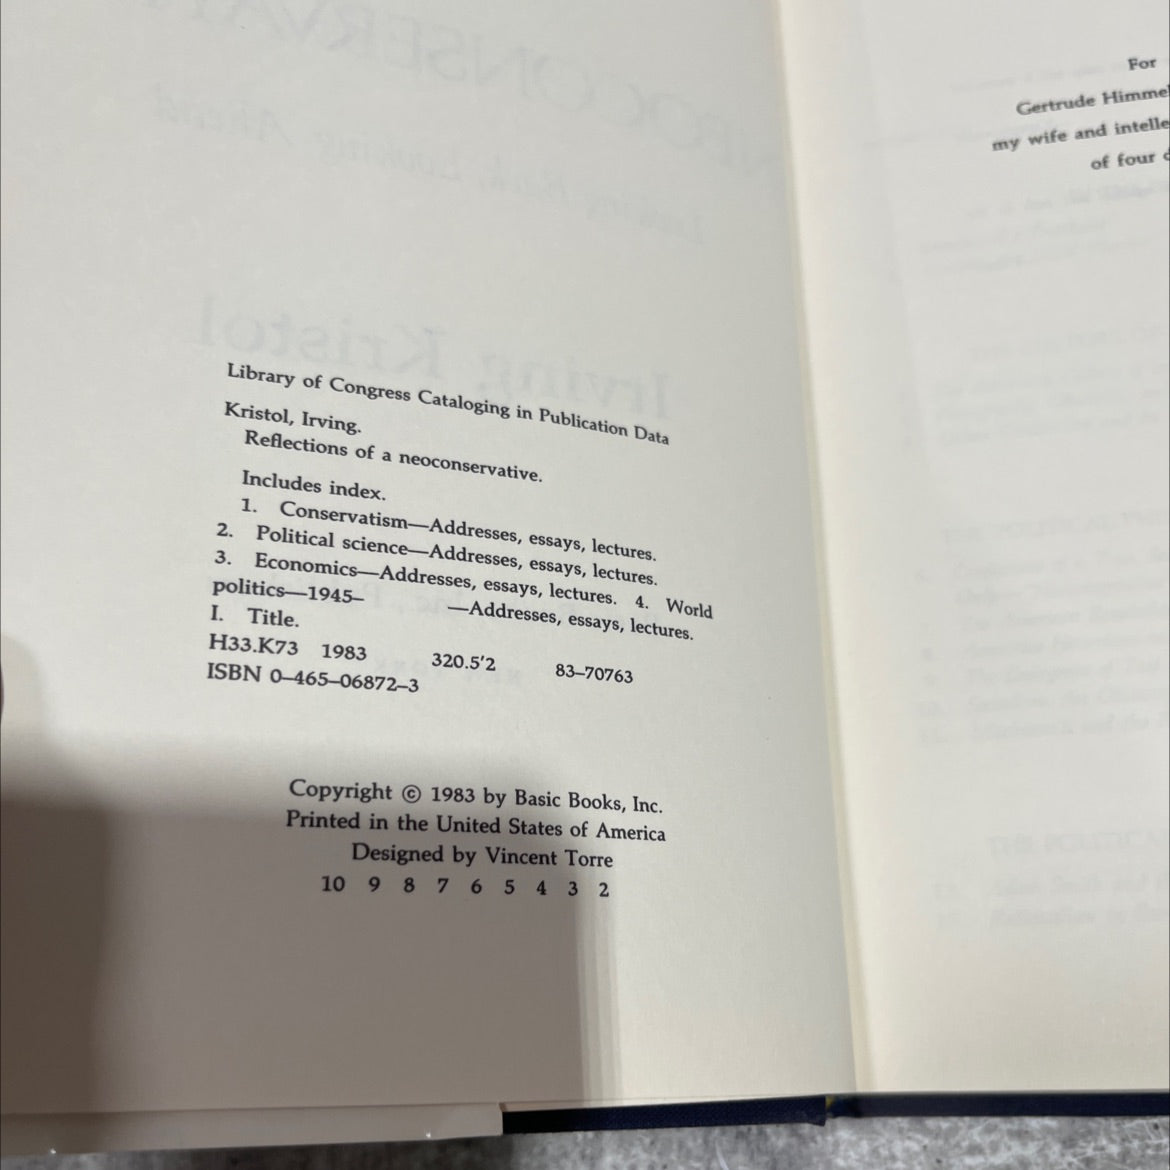 Library of Congress Cataloging in Publication Data
Kristol, Irving.
Reflections of a neoconservative.
Includes index.
1. Conservatism—Addresses, essays, lectures.
2. Political science—Addresses, essays, lectures.
3. Economics—Addresses, essays, lectures. 4. World
politics—1945– —Addresses, essays, lectures.
I. Title.
H33.K73 1983 320.5'2 83–70763
ISBN 0–465–06872–3
Copyright © 1983 by Basic Books, Inc.
Printed in the United States of America
Designed by Vincent Torre
10 9 8 7 6 5 4 3 2
For
Gertrude Himmel
my wife and intelle
of four